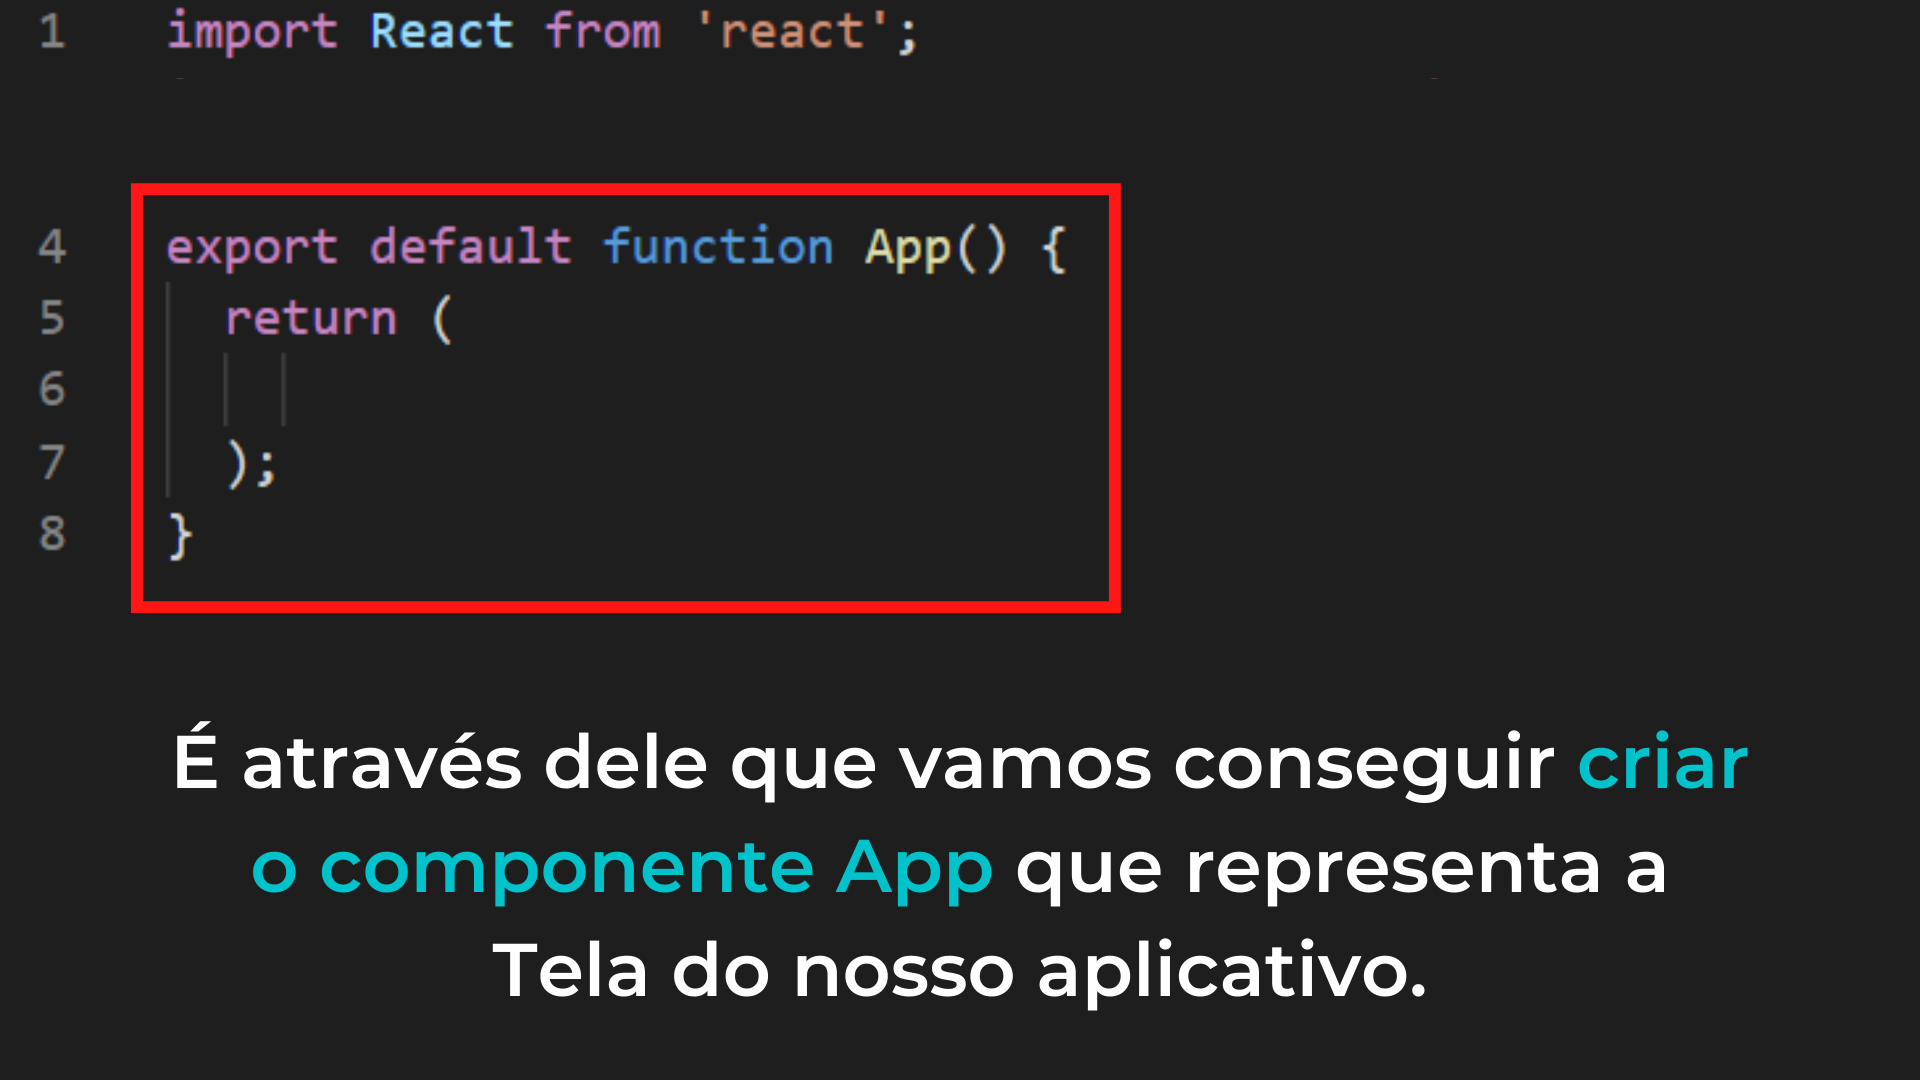 1 import React from 'react';
4 export default function App() {
5 return (
6
7 );
8 }
É através dele que vamos conseguir criar
o componente App que representa a
Tela do nosso aplicativo.